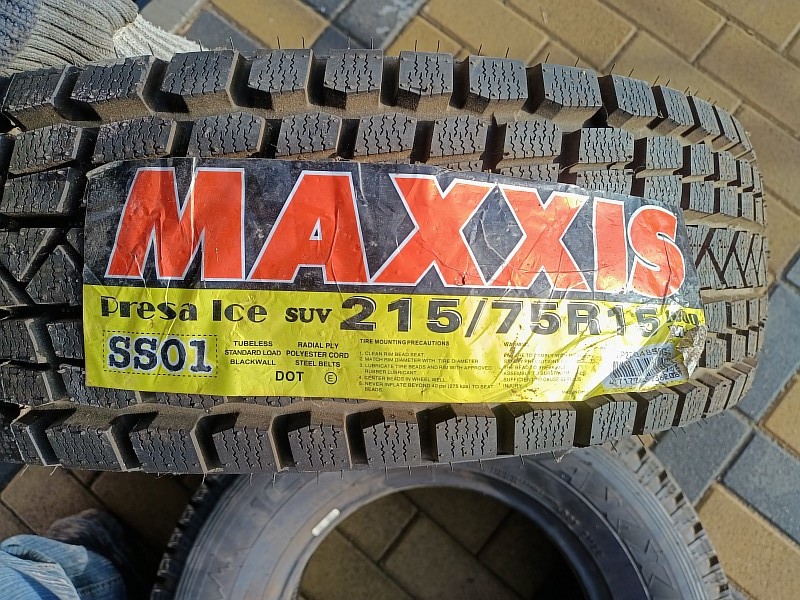 MAXXIS
Presa Ice SUV 215/75R15
SS01
TUBELESS
STANDARD LOAD
BLACKWALL
RADIAL PLY
POLYESTER CORD
STEEL BELTS
DOT E
TIRE MOUNTING PRECAUTIONS
1. CLEAN RIM BEAD SEAT.
2. MATCH RIM DIAMETER WITH TIRE DIAMETER.
3. LUBRICATE TIRE BEADS AND RIM WITH APPROVED
RUBBER LUBRICANT.
4. CENTER BEADS IN WHEEL WELL.
5. NEVER INFLATE BEYOND 40 psi (275 kpa) TO SEAT
BEADS.
WARNING: